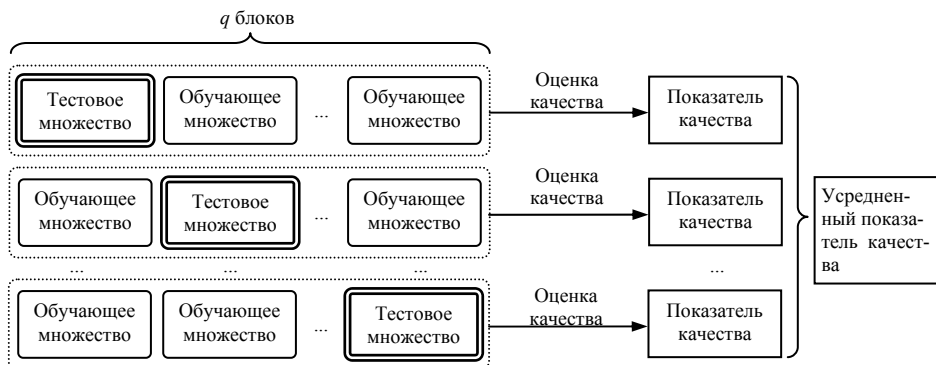 q блоков
Тестовое
множество
Обучающее
множество
...
Обучающее
множество
Оценка
качества
Показатель
качества
Обучающее
множество
Тестовое
множество
...
Обучающее
множество
Оценка
качества
Показатель
качества
Усреднен-
ный показа-
тель качест-
ва
... ... ... ...
Обучающее
множество
Обучающее
множество
...
Тестовое
множество
Оценка
качества
Показатель
качества